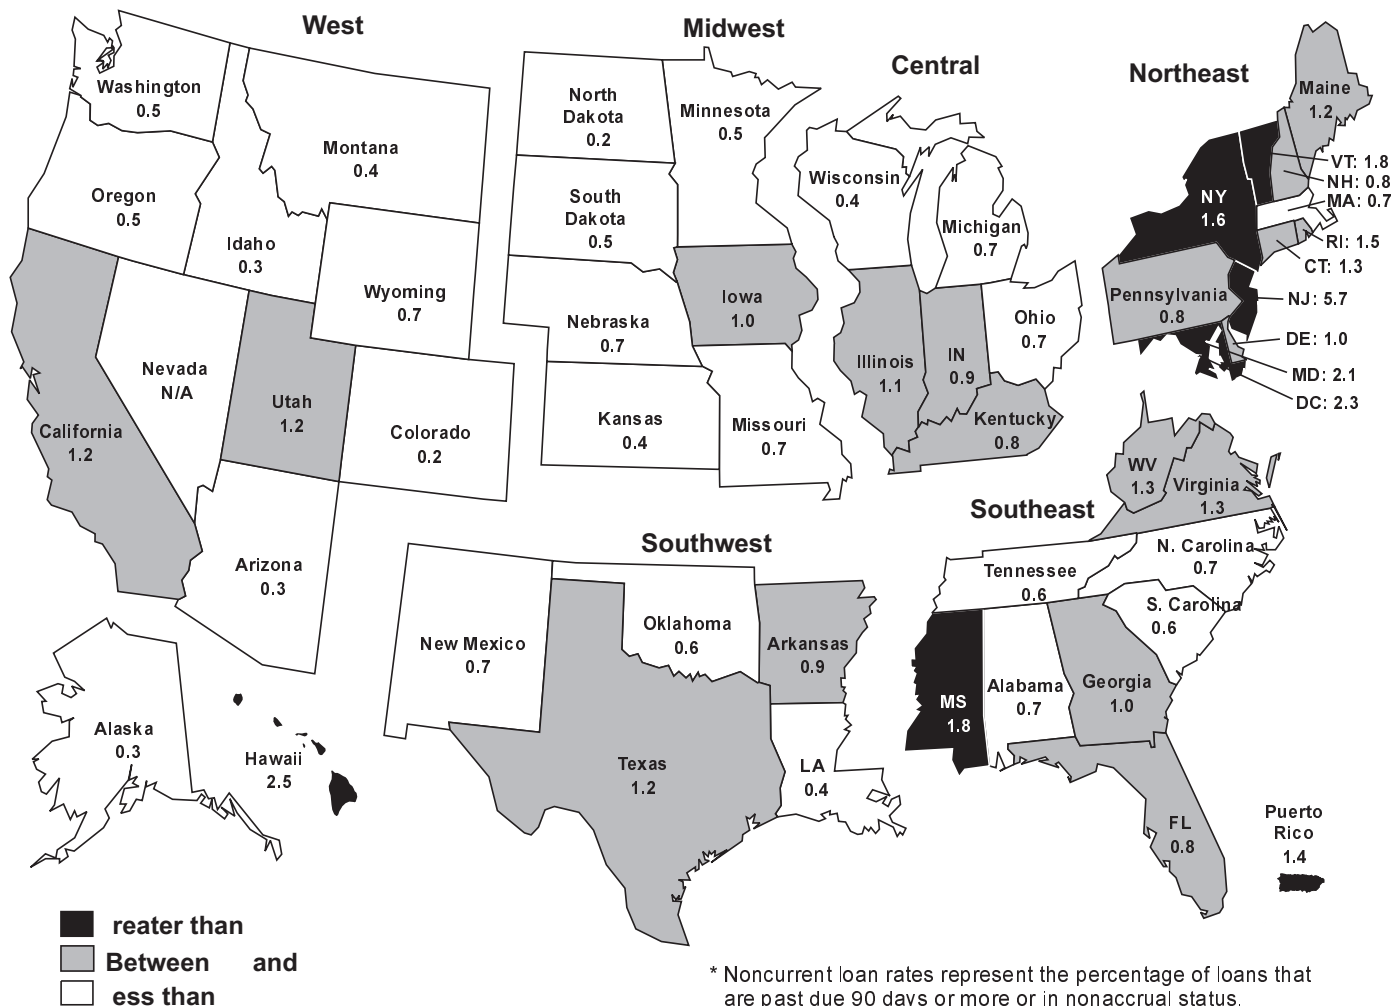 West
Midwest
Central
Northeast
Washington
0.5
Oregon
0.5
Montana
0.4
Idaho
0.3
Wyoming
0.7
Nevada
N/A
Utah
1.2
California
1.2
Colorado
0.2
Arizona
0.3
Alaska
0.3
Hawaii
2.5
North
Dakota
0.2
Minnesota
0.5
South
Dakota
0.5
Nebraska
0.7
Iowa
1.0
Kansas
0.4
Missouri
0.7
Wisconsin
0.4
Michigan
0.7
Illinois
1.1
IN
0.9
Ohio
0.7
Kentucky
0.8
Maine
1.2
VT: 1.8
NH: 0.8
MA: 0.7
NY
1.6
RI: 1.5
CT: 1.3
Pennsylvania
0.8
NJ: 5.7
DE: 1.0
MD: 2.1
DC: 2.3
Southwest
New Mexico
0.7
Oklahoma
0.6
Arkansas
0.9
Texas
1.2
LA
0.4
Southeast
WV
1.3
Virginia
1.3
Tennessee
0.6
N. Carolina
0.7
S. Carolina
0.6
MS
1.8
Alabama
0.7
Georgia
1.0
FL
0.8
Puerto
Rico
1.4
reater than
Between and
ess than
* Noncurrent loan rates represent the percentage of loans that
are past due 90 days or more or in nonaccrual status.